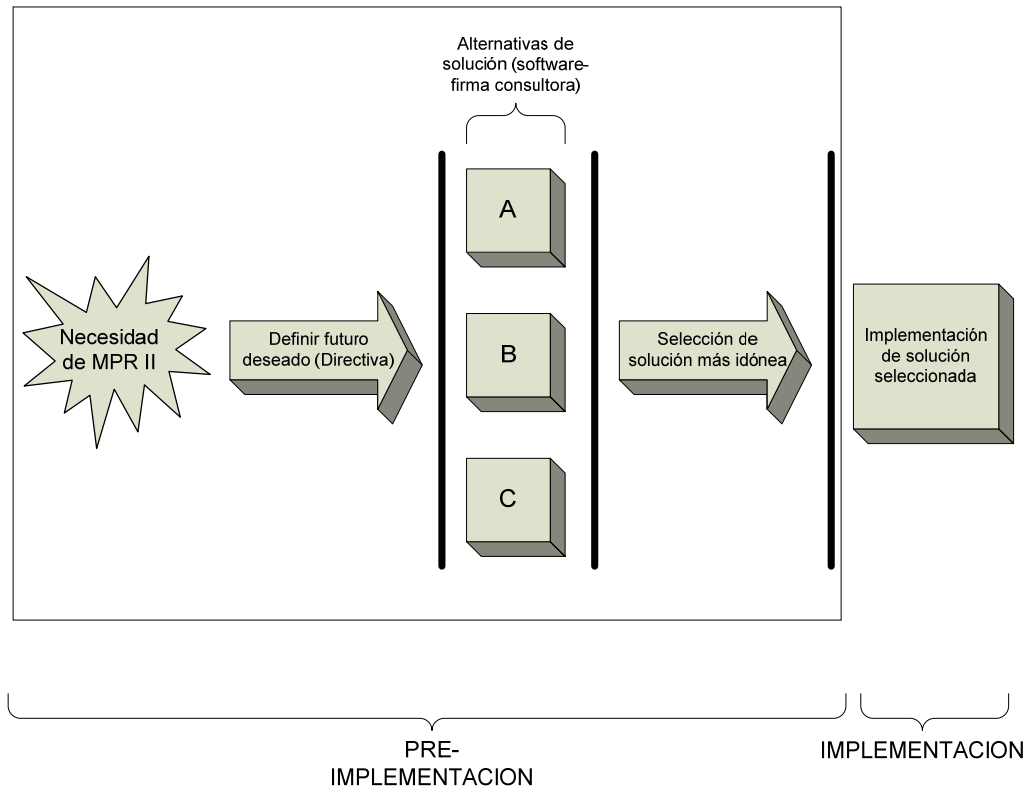 Alternativas de
solución (software-
firma consultora)
A
Necesidad
de MPR II
Definir futuro
deseado (Directiva)
B
Selección de
solución más idónea
Implementación
de solución
seleccionada
C
PRE-
IMPLEMENTACION
IMPLEMENTACION